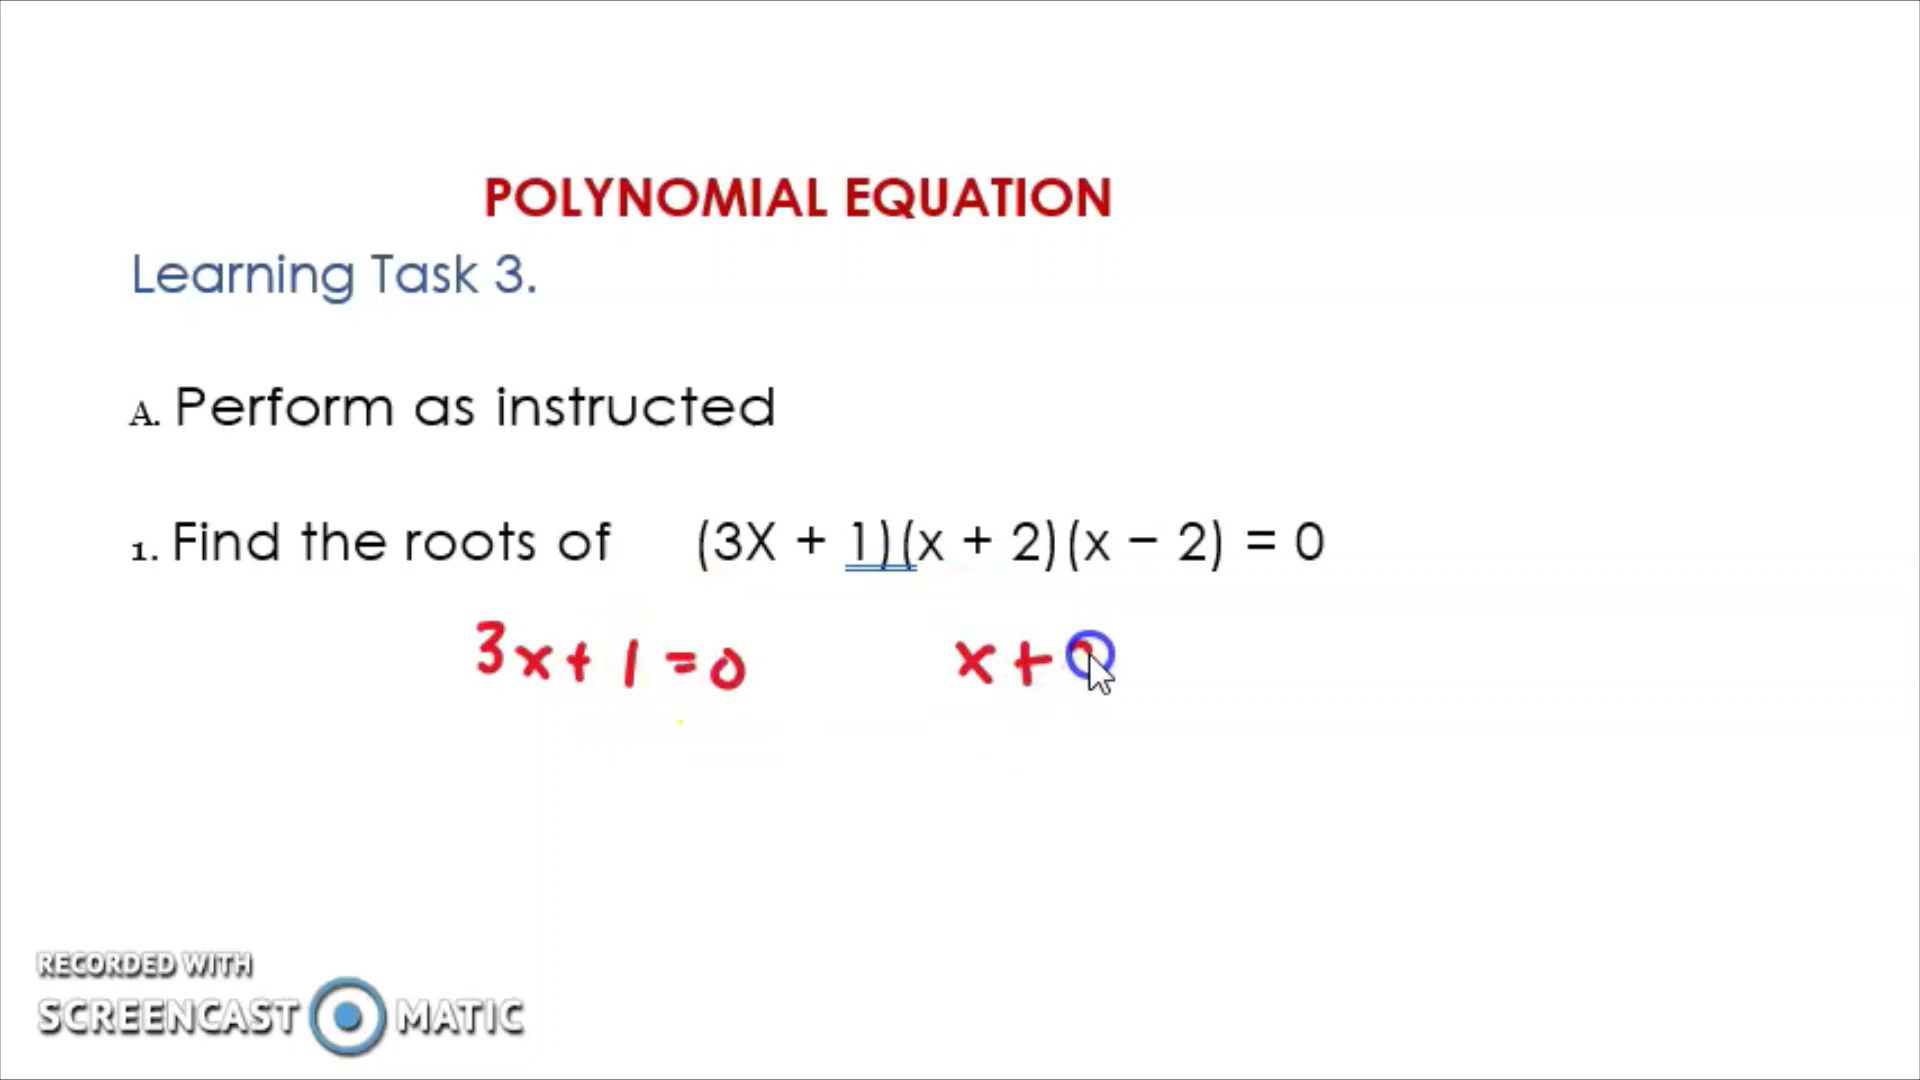 POLYNOMIAL EQUATION
Learning Task 3.
A. Perform as instructed
1. Find the roots of (3X + 1)(x + 2)(x − 2) = 0
3x + 1 = 0 x +
RECORDED WITH
SCREENCAST MATIC